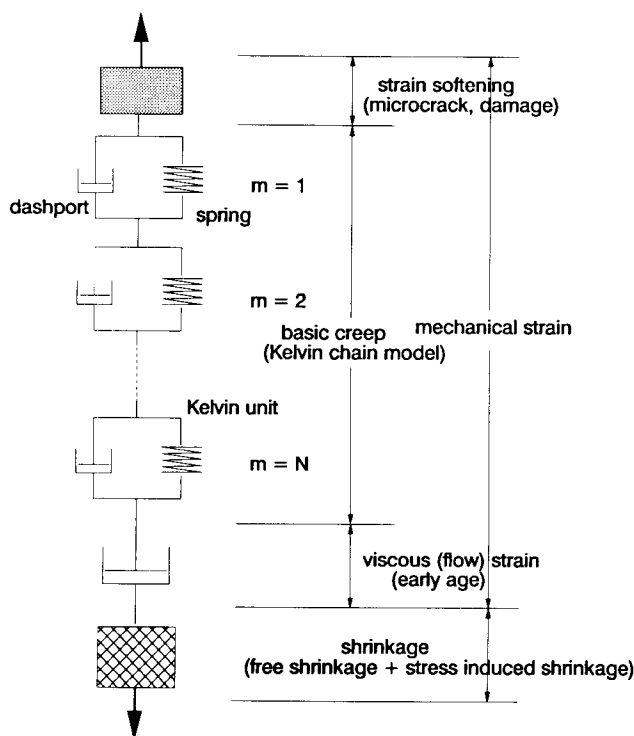 strain softening
(microcrack, damage)
m = 1
dashport
spring
m = 2
basic creep
(Kelvin chain model)
mechanical strain
Kelvin unit
m = N
viscous (flow) strain
(early age)
shrinkage
(free shrinkage + stress induced shrinkage)